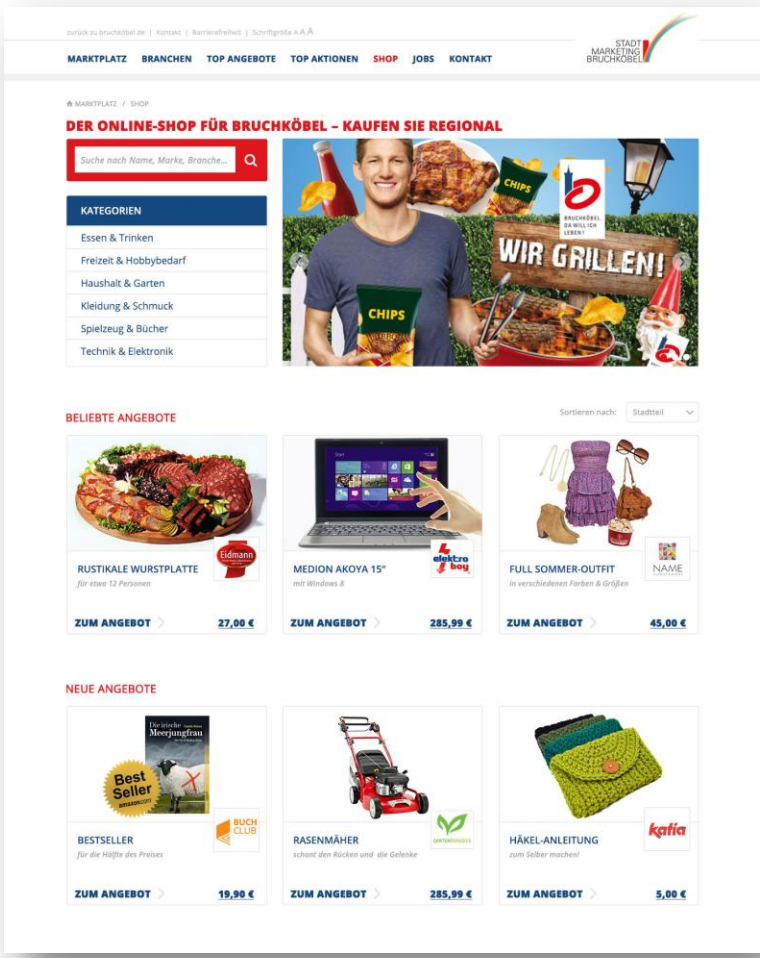 zurück zu bruchköbel.de | Kontakt | Barrierefreiheit | Schriftgröße A A A
MARKTPLATZ BRANCHEN TOP ANGEBOTE TOP AKTIONEN SHOP JOBS KONTAKT
STADT
MARKETING
BRUCHKÖBEL
MARKTPLATZ / SHOP
DER ONLINE-SHOP FÜR BRUCHKÖBEL – KAUFEN SIE REGIONAL
Suche nach Name, Marke, Branche...
KATEGORIEN
Essen & Trinken
Freizeit & Hobbybedarf
Haushalt & Garten
Kleidung & Schmuck
Spielzeug & Bücher
Technik & Elektronik
CHIPS
BRUCHKÖBEL
DA WILL ICH
LEBEN!
WIR GRILLEN!
CHIPS
BELIEBTE ANGEBOTE
Sortieren nach: Stadtteil
Start
Eidmann
elektro
boy
NAME
RUSTIKALE WURSTPLATTE
für etwa 12 Personen
ZUM ANGEBOT 27,00 €
MEDION AKOYA 15"
mit Windows 8
ZUM ANGEBOT 285,99 €
FULL SOMMER-OUTFIT
in verschiedenen Farben & Größen
ZUM ANGEBOT 45,00 €
NEUE ANGEBOTE
Die irische
Meerjungfrau
Best
Seller
amazon.com
BUCH
CLUB
BESTSELLER
für die Hälfte des Preises
ZUM ANGEBOT 19,90 €
RASENMÄHER
schont den Rücken und die Gelenke
ZUM ANGEBOT 285,99 €
katia
HÄKEL-ANLEITUNG
zum Selber machen!
ZUM ANGEBOT 5,00 €